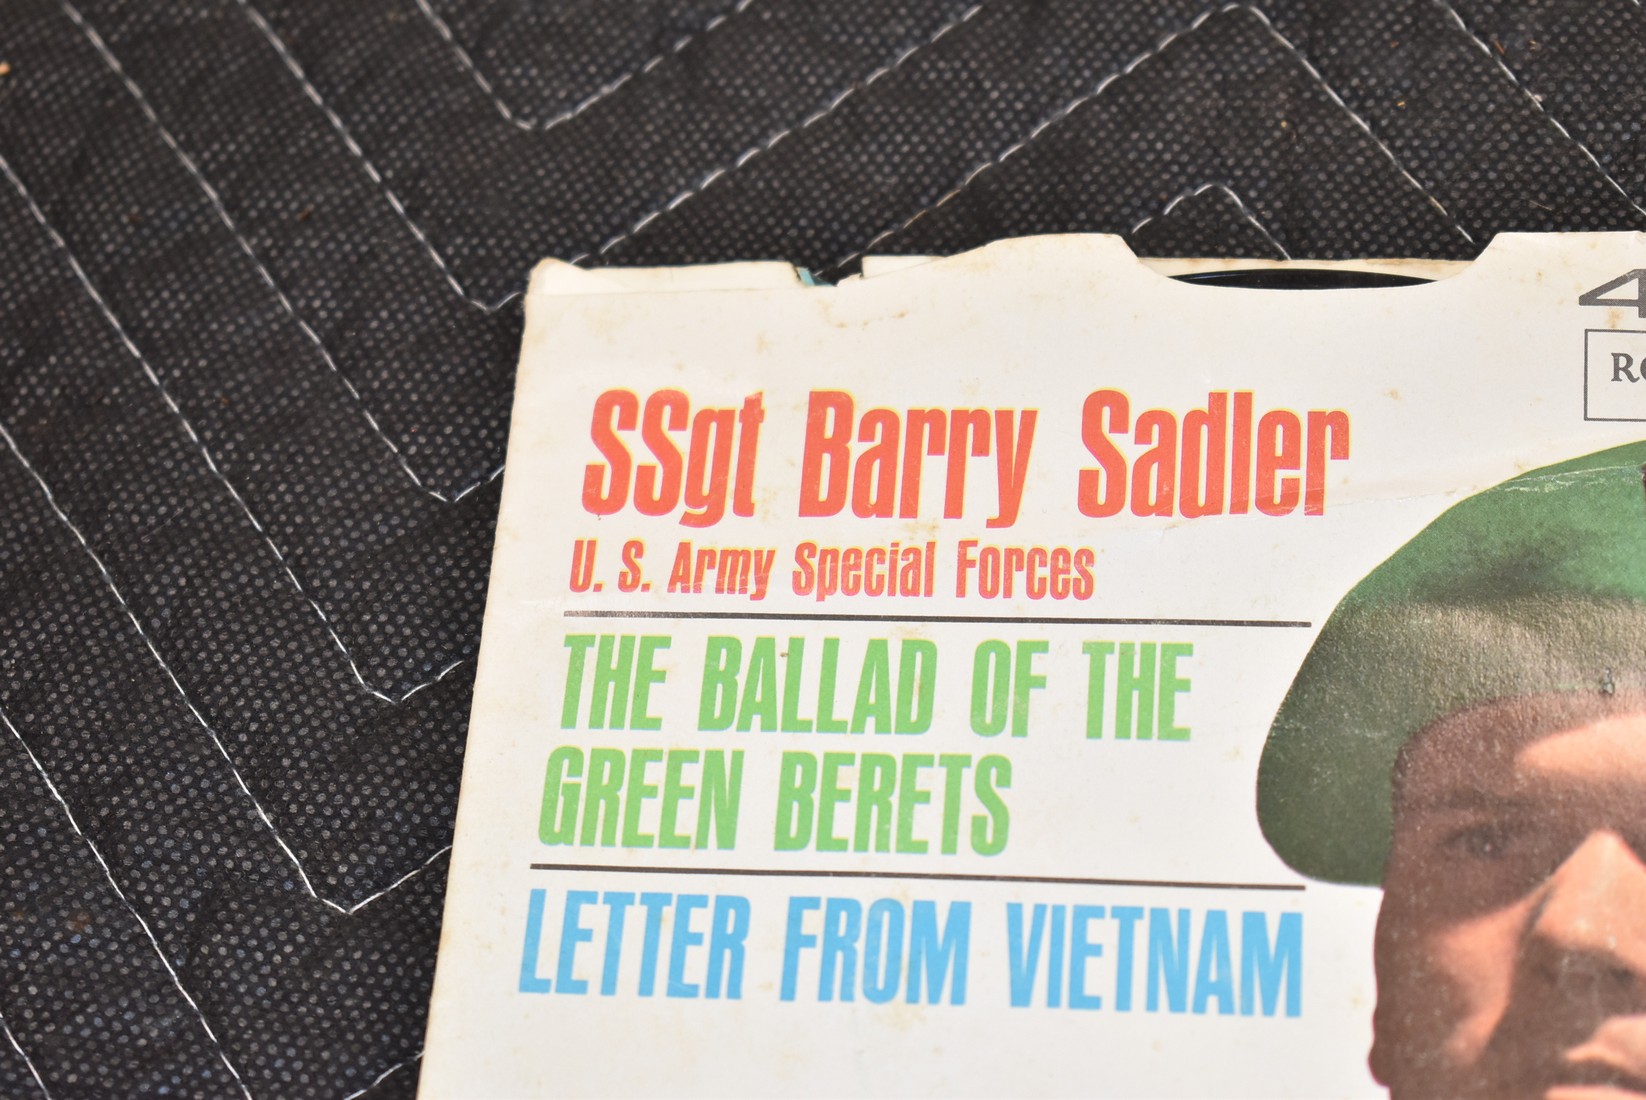 SSgt Barry Sadler
U. S. Army Special Forces
THE BALLAD OF THE
GREEN BERETS
LETTER FROM VIETNAM